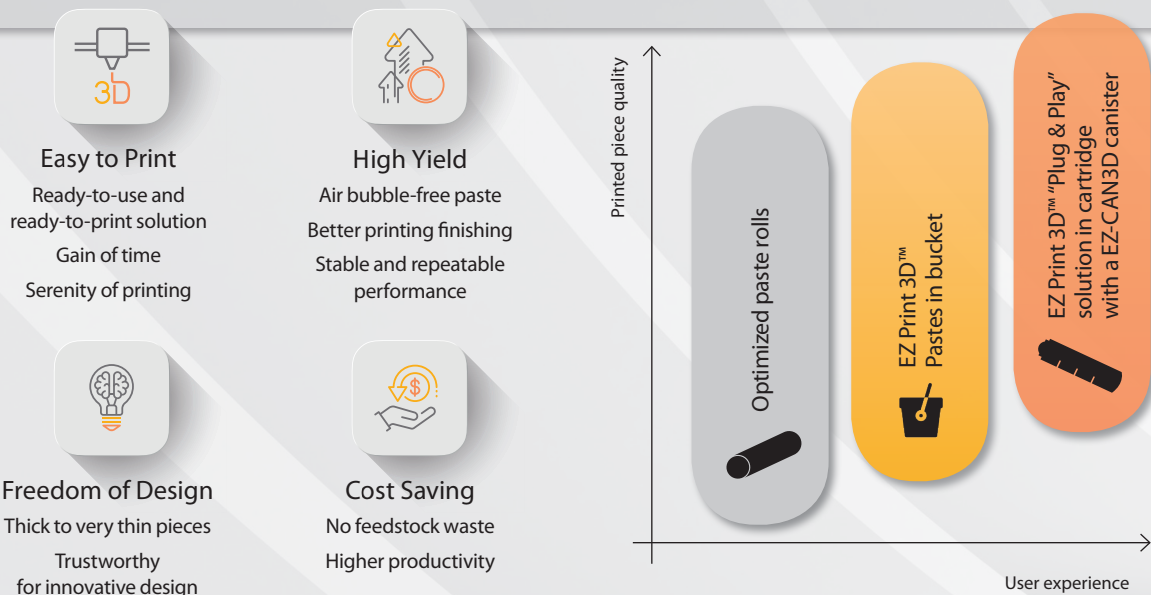 3D
Easy to Print
Ready-to-use and
ready-to-print solution
Gain of time
Serenity of printing
High Yield
Air bubble-free paste
Better printing finishing
Stable and repeatable
performance
Freedom of Design
Thick to very thin pieces
Trustworthy
for innovative design
$
Cost Saving
No feedstock waste
Higher productivity
Printed piece quality
Optimized paste rolls
EZ Print 3D™
Pastes in bucket
EZ Print 3D™ “Plug & Play”
solution in cartridge
with a EZ-CAN3D canister
User experience